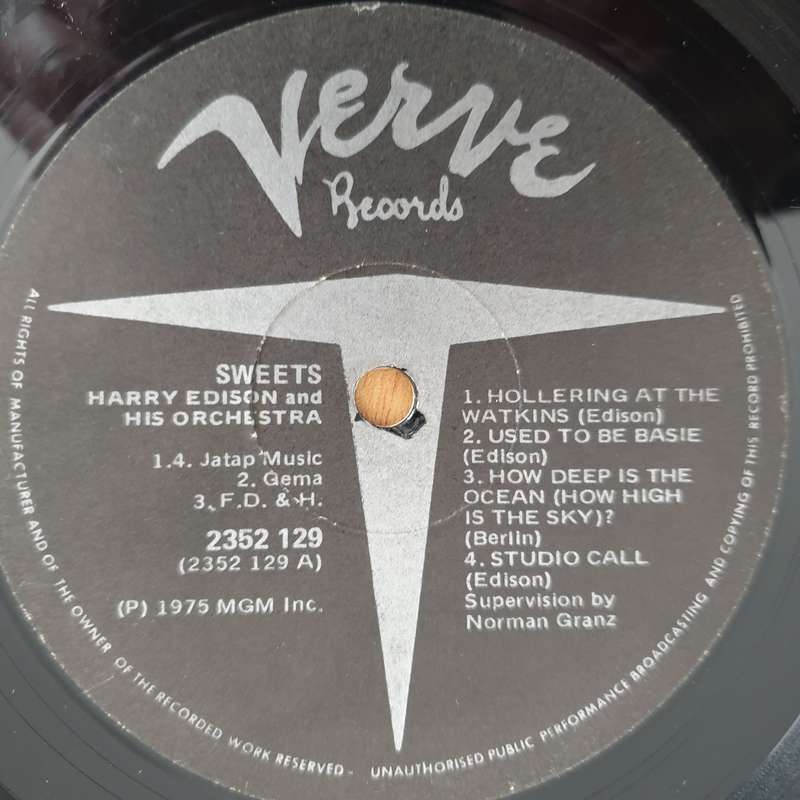 Verve
Records
SWEETS
HARRY EDISON and
HIS ORCHESTRA
1.4. Jatap Music
2. Gema
3. F.D. & H.
2352 129
(2352 129 A)
(P) 1975 MGM Inc.
1. HOLLERING AT THE
WATKINS (Edison)
2. USED TO BE BASIE
(Edison)
3. HOW DEEP IS THE
OCEAN (HOW HIGH
IS THE SKY)?
(Berlin)
4. STUDIO CALL
(Edison)
Supervision by
Norman Granz
ALL RIGHTS OF MANUFACTURER AND OF THE OWNER OF THE RECORDED WORK RESERVED - UNAUTHORISED PUBLIC PERFORMANCE BROADCASTING AND COPYING OF THIS RECORD PROHIBITED